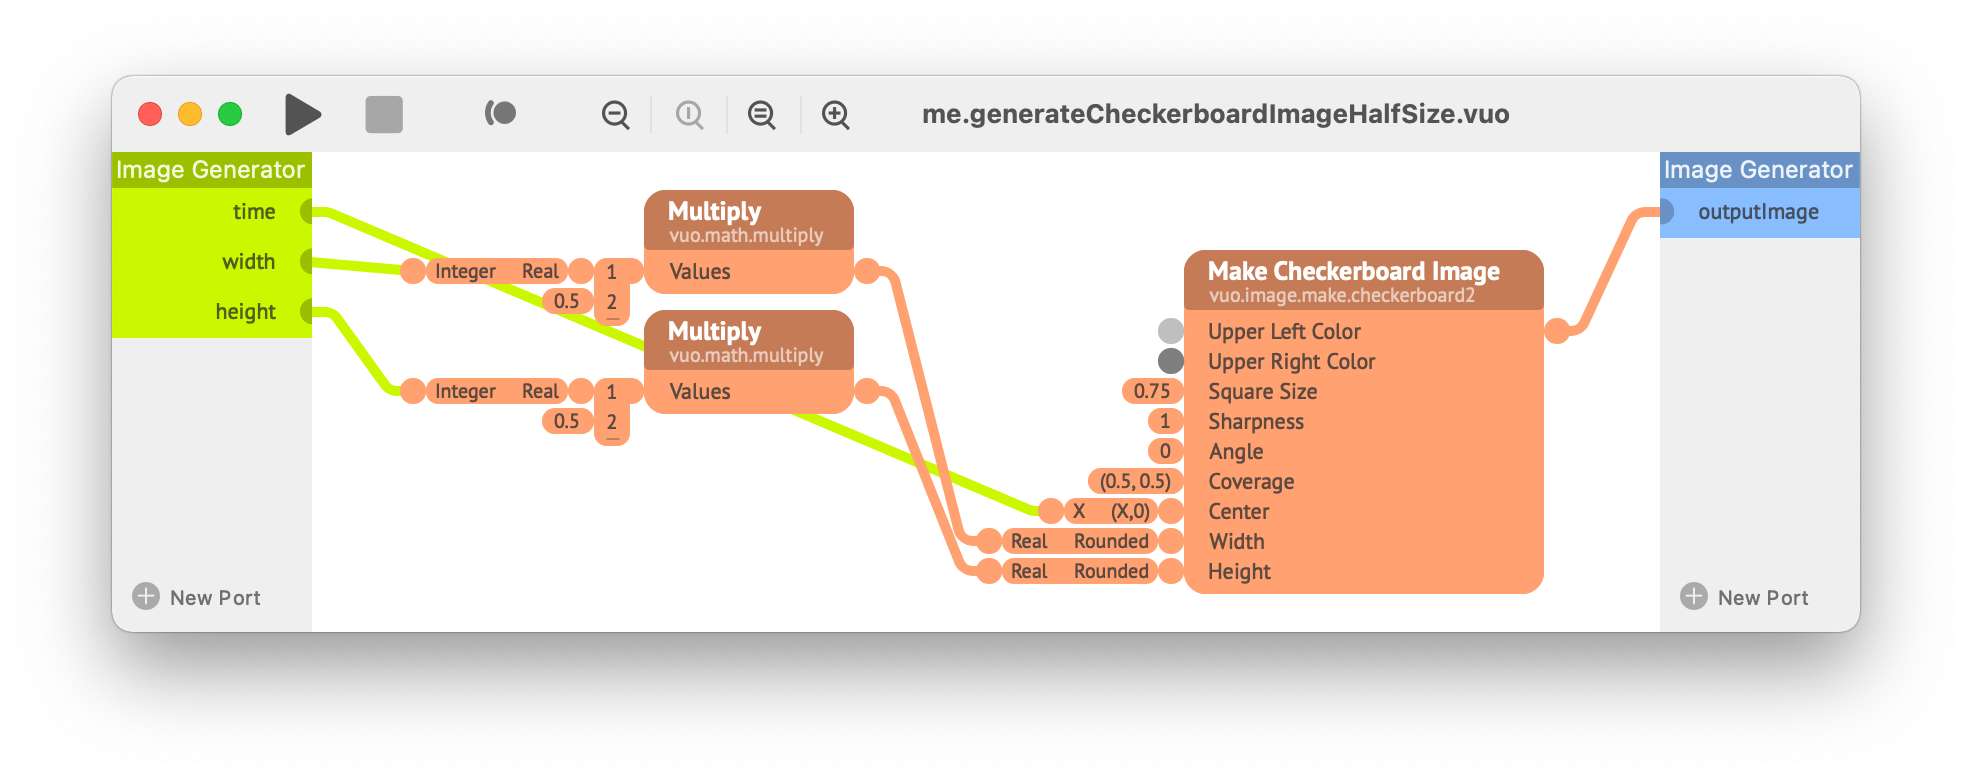 me.generateCheckerboardImageHalfSize.vuo
Image Generator
time
width
height
New Port
Multiply
vuo.math.multiply
Integer Real 1 Values
0.5 2
Multiply
vuo.math.multiply
Integer Real 1 Values
0.5 2
Make Checkerboard Image
vuo.image.make.checkerboard2
Upper Left Color
Upper Right Color
0.75 Square Size
1 Sharpness
0 Angle
(0.5, 0.5) Coverage
X (X,0) Center
Real Rounded Width
Real Rounded Height
Image Generator
outputImage
New Port